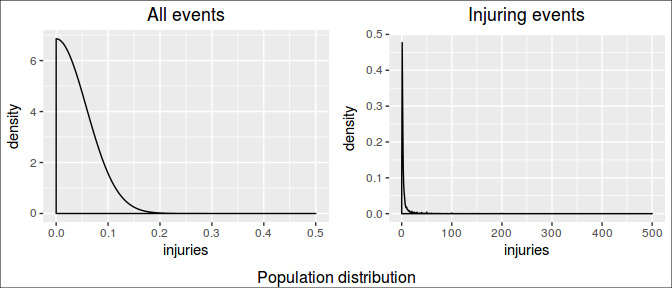 All events
Injuring events
6
4
2
0
density
0.0 0.1 0.2 0.3 0.4 0.5
injuries
0.5
0.4
0.3
0.2
0.1
0.0
density
0 100 200 300 400 500
injuries
Population distribution